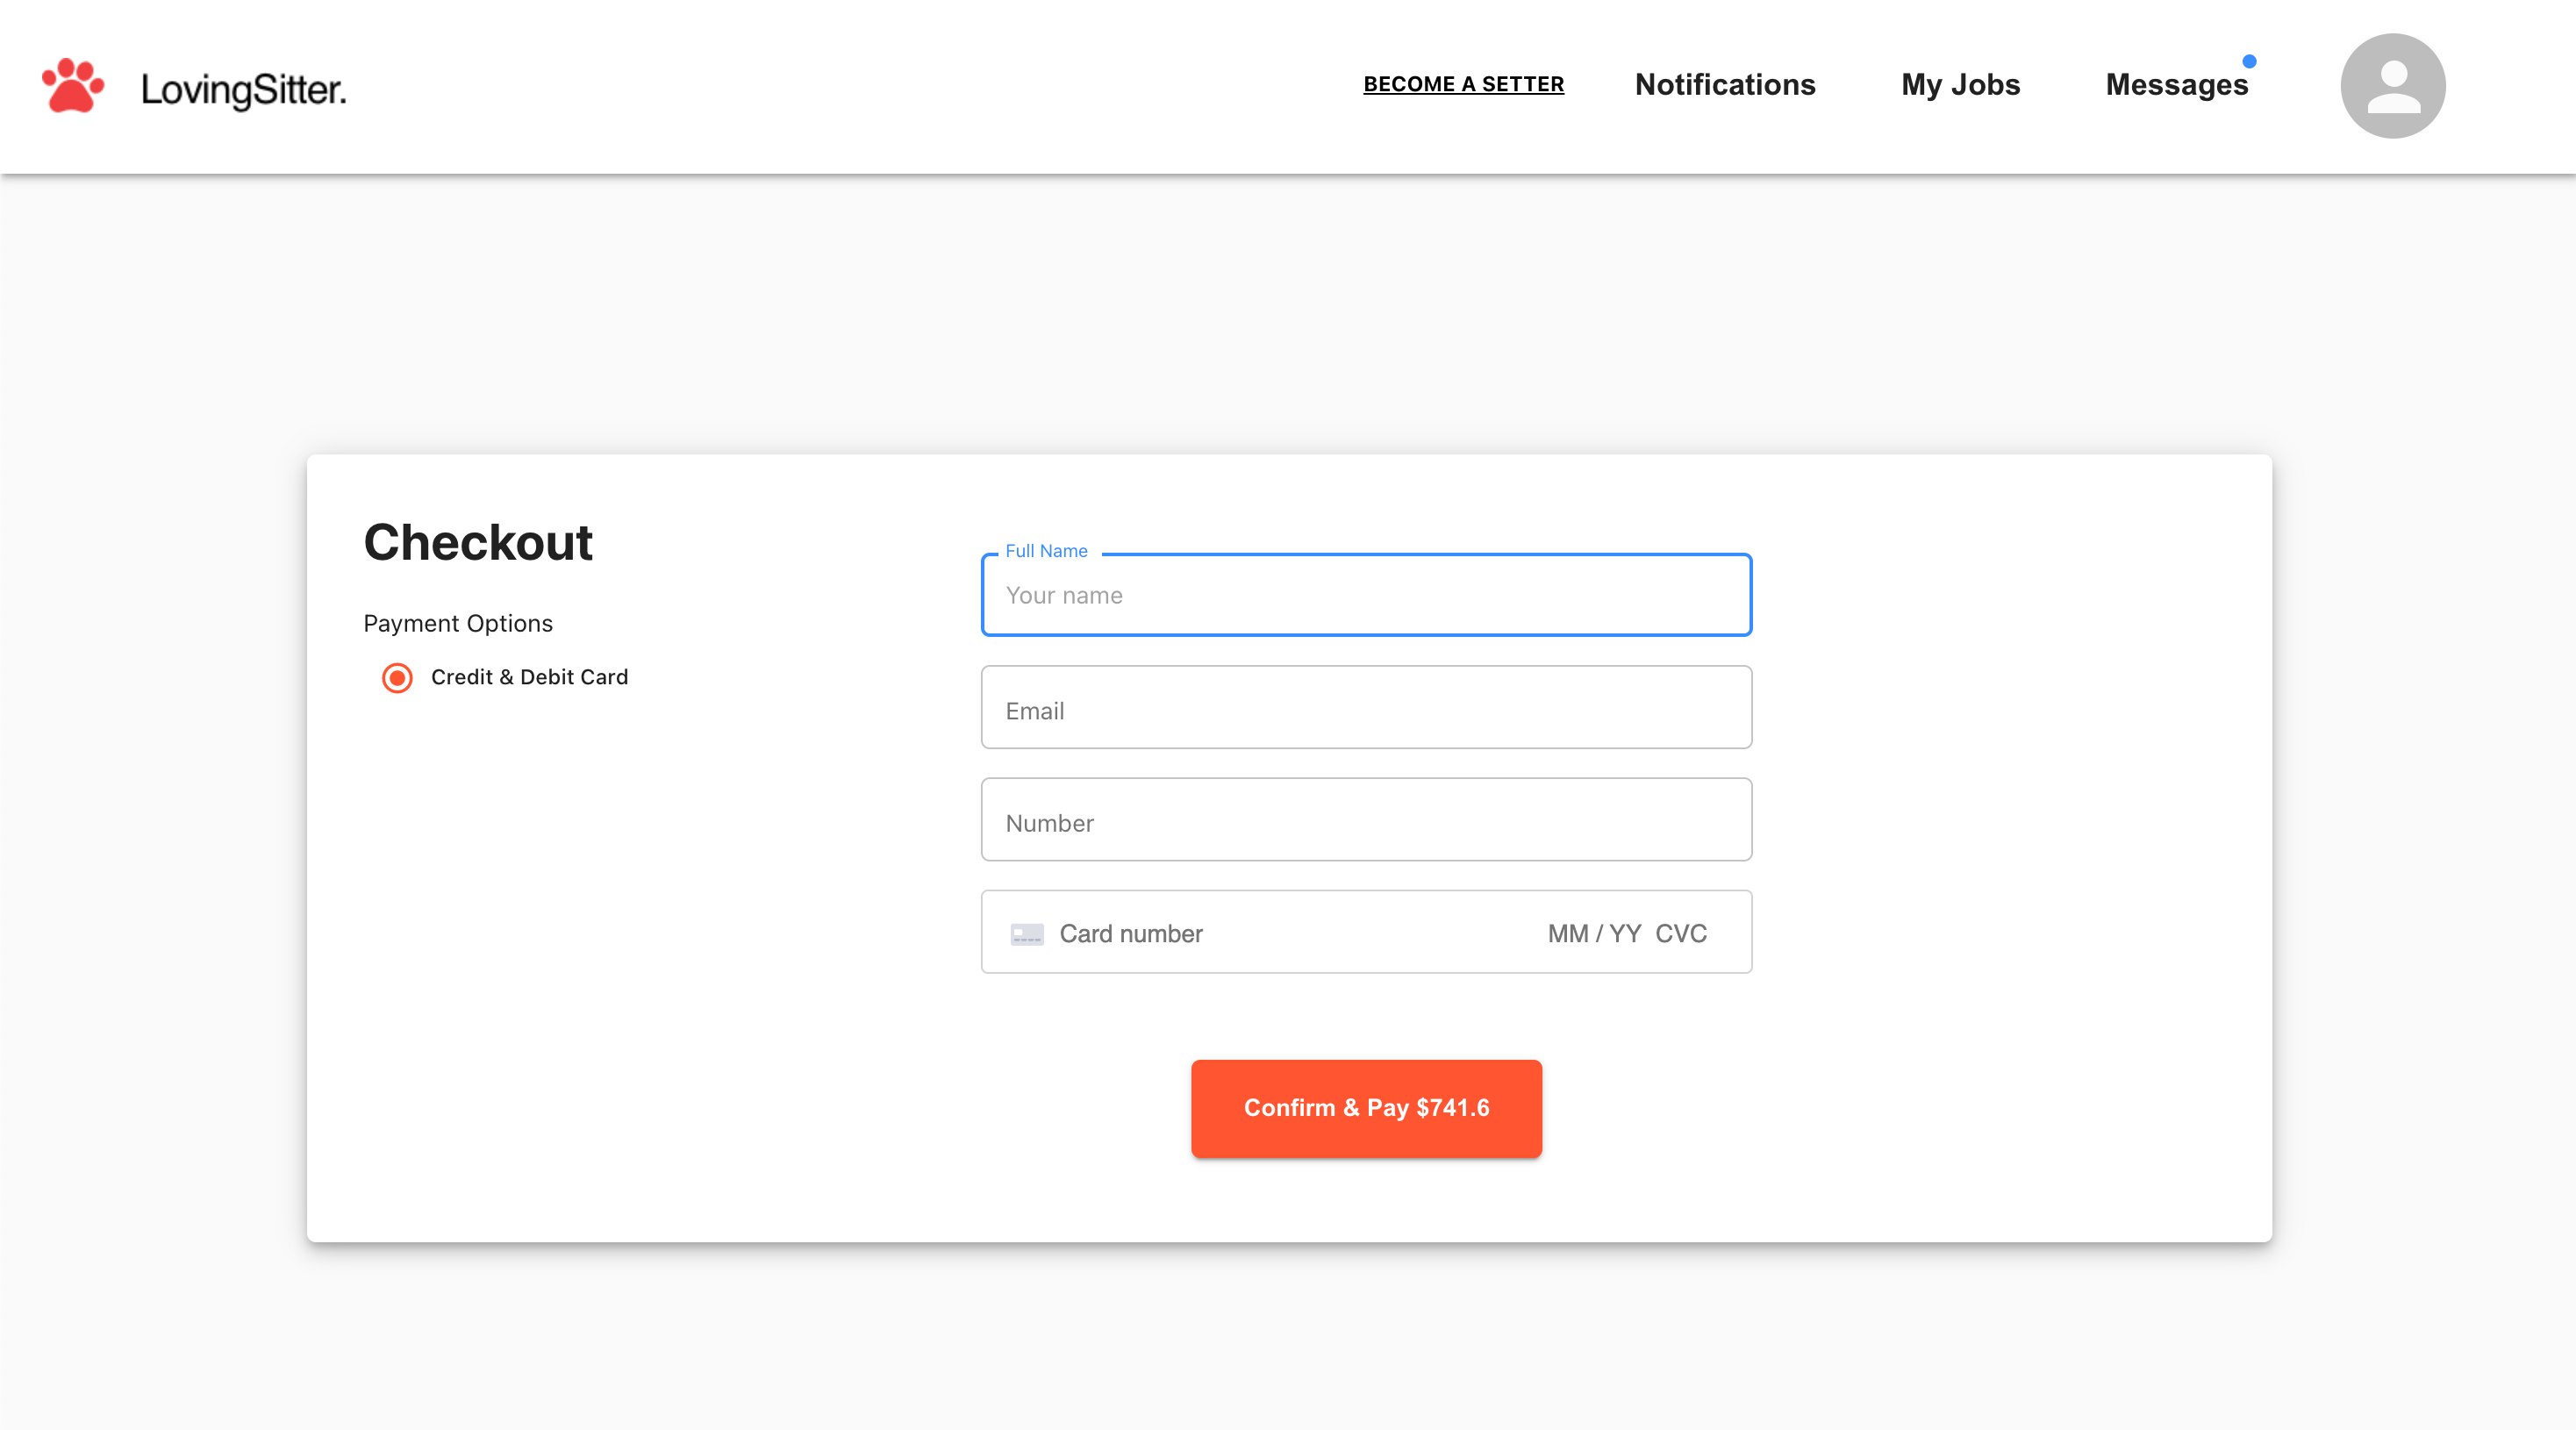 LovingSitter.
BECOME A SETTER
Notifications
My Jobs
Messages
Checkout
Payment Options
Credit & Debit Card
Full Name
Your name
Email
Number
Card number MM / YY CVC
Confirm & Pay $741.6